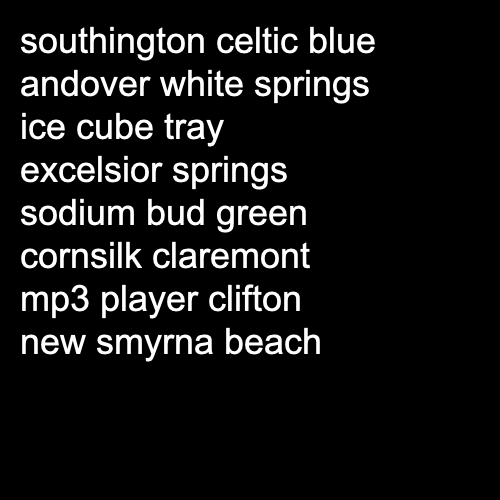 southington celtic blue
andover white springs
ice cube tray
excelsior springs
sodium bud green
cornsilk claremont
mp3 player clifton
new smyrna beach